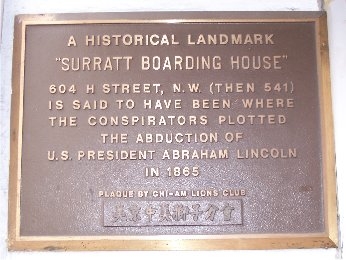 A HISTORICAL LANDMARK
"SURRATT BOARDING HOUSE"
604 H STREET, N.W. (THEN 541)
IS SAID TO HAVE BEEN WHERE
THE CONSPIRATORS PLOTTED
THE ABDUCTION OF
U.S. PRESIDENT ABRAHAM LINCOLN
IN 1865
PLAQUE BY CHI-AM LIONS CLUB